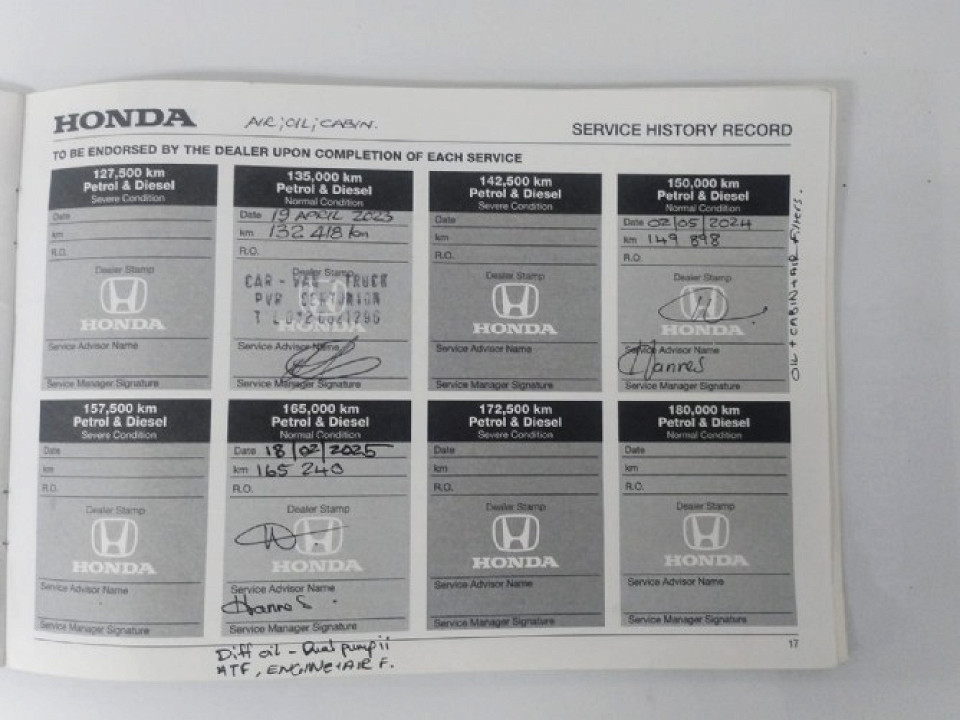 HONDA
AIR; OIL; CABIN.
SERVICE HISTORY RECORD
TO BE ENDORSED BY THE DEALER UPON COMPLETION OF EACH SERVICE
127,500 km
Petrol & Diesel
Severe Condition
Date
km
R.O.
Dealer Stamp
HONDA
Service Advisor Name
Service Manager Signature
135,000 km
Petrol & Diesel
Normal Condition
Date 19 APRIL 2023
km 132 418 km
R.O.
Dealer Stamp
CAR - VAN - TRUCK
PVR CENTURION
HONDA
Service Advisor Name
Service Manager Signature
142,500 km
Petrol & Diesel
Severe Condition
Date
km
R.O.
Dealer Stamp
HONDA
Service Advisor Name
Service Manager Signature
150,000 km
Petrol & Diesel
Normal Condition
Date 02/05/2024
km 149 898
R.O.
Dealer Stamp
HONDA
Service Advisor Name
Hannes
Service Manager Signature
OIL + CABIN + AIR Filters.
157,500 km
Petrol & Diesel
Severe Condition
Date
km
R.O.
Dealer Stamp
HONDA
Service Advisor Name
Service Manager Signature
165,000 km
Petrol & Diesel
Normal Condition
Date 18/02/2025
km 165 240
R.O.
Dealer Stamp
HONDA
Service Advisor Name
Hannes
Service Manager Signature
172,500 km
Petrol & Diesel
Severe Condition
Date
km
R.O.
Dealer Stamp
HONDA
Service Advisor Name
Service Manager Signature
180,000 km
Petrol & Diesel
Normal Condition
Date
km
R.O.
Dealer Stamp
HONDA
Service Advisor Name
Service Manager Signature
Diff oil - Dual pump ii
ATF, ENGINE + AIR F.
17